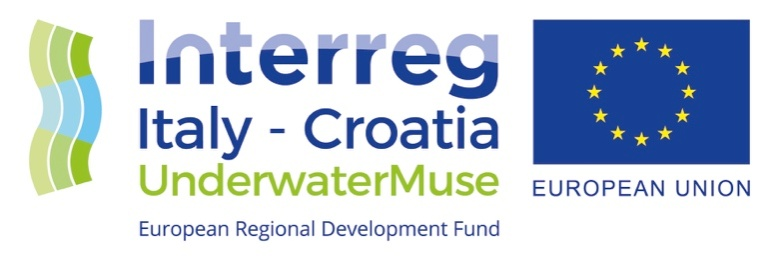 Interreg
Italy - Croatia
UnderwaterMuse
European Regional Development Fund
EUROPEAN UNION